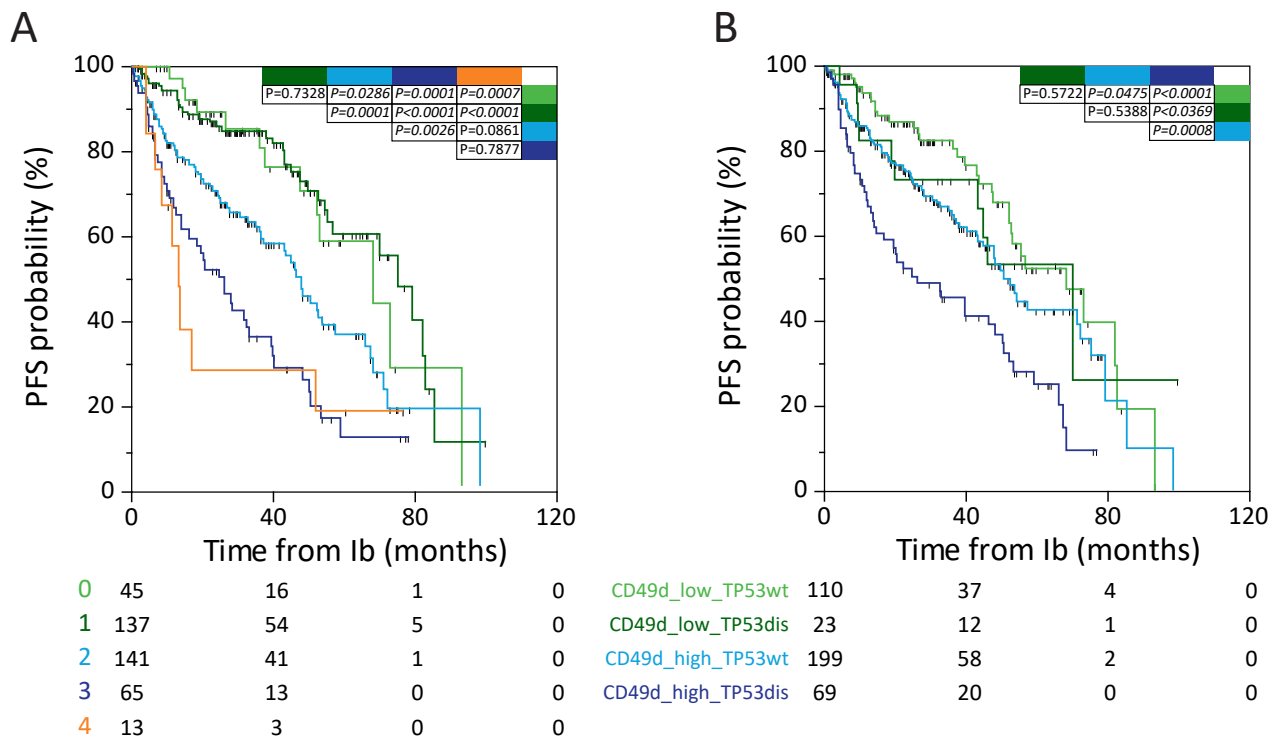 A
PFS probability (%)
100
80
60
40
20
0
P=0.7328 P=0.0286 P=0.0001 P=0.0007
P=0.0001 P<0.0001 P<0.0001
P=0.0026 P=0.0861
P=0.7877
0 40 80 120
Time from Ib (months)
0 45 16 1 0
1 137 54 5 0
2 141 41 1 0
3 65 13 0 0
4 13 3 0 0
B
PFS probability (%)
100
80
60
40
20
0
P=0.5722 P=0.0475 P<0.0001
P=0.5388 P<0.0369
P=0.0008
0 40 80 120
Time from Ib (months)
CD49d_low_TP53wt 110 37 4 0
CD49d_low_TP53dis 23 12 1 0
CD49d_high_TP53wt 199 58 2 0
CD49d_high_TP53dis 69 20 0 0